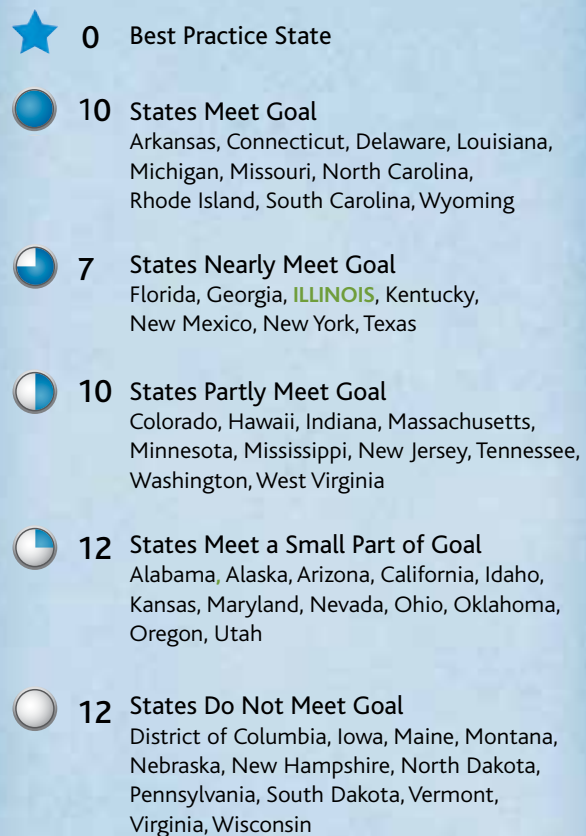 0 Best Practice State
10 States Meet Goal
Arkansas, Connecticut, Delaware, Louisiana,
Michigan, Missouri, North Carolina,
Rhode Island, South Carolina, Wyoming
7 States Nearly Meet Goal
Florida, Georgia, ILLINOIS, Kentucky,
New Mexico, New York, Texas
10 States Partly Meet Goal
Colorado, Hawaii, Indiana, Massachusetts,
Minnesota, Mississippi, New Jersey, Tennessee,
Washington, West Virginia
12 States Meet a Small Part of Goal
Alabama, Alaska, Arizona, California, Idaho,
Kansas, Maryland, Nevada, Ohio, Oklahoma,
Oregon, Utah
12 States Do Not Meet Goal
District of Columbia, Iowa, Maine, Montana,
Nebraska, New Hampshire, North Dakota,
Pennsylvania, South Dakota, Vermont,
Virginia, Wisconsin